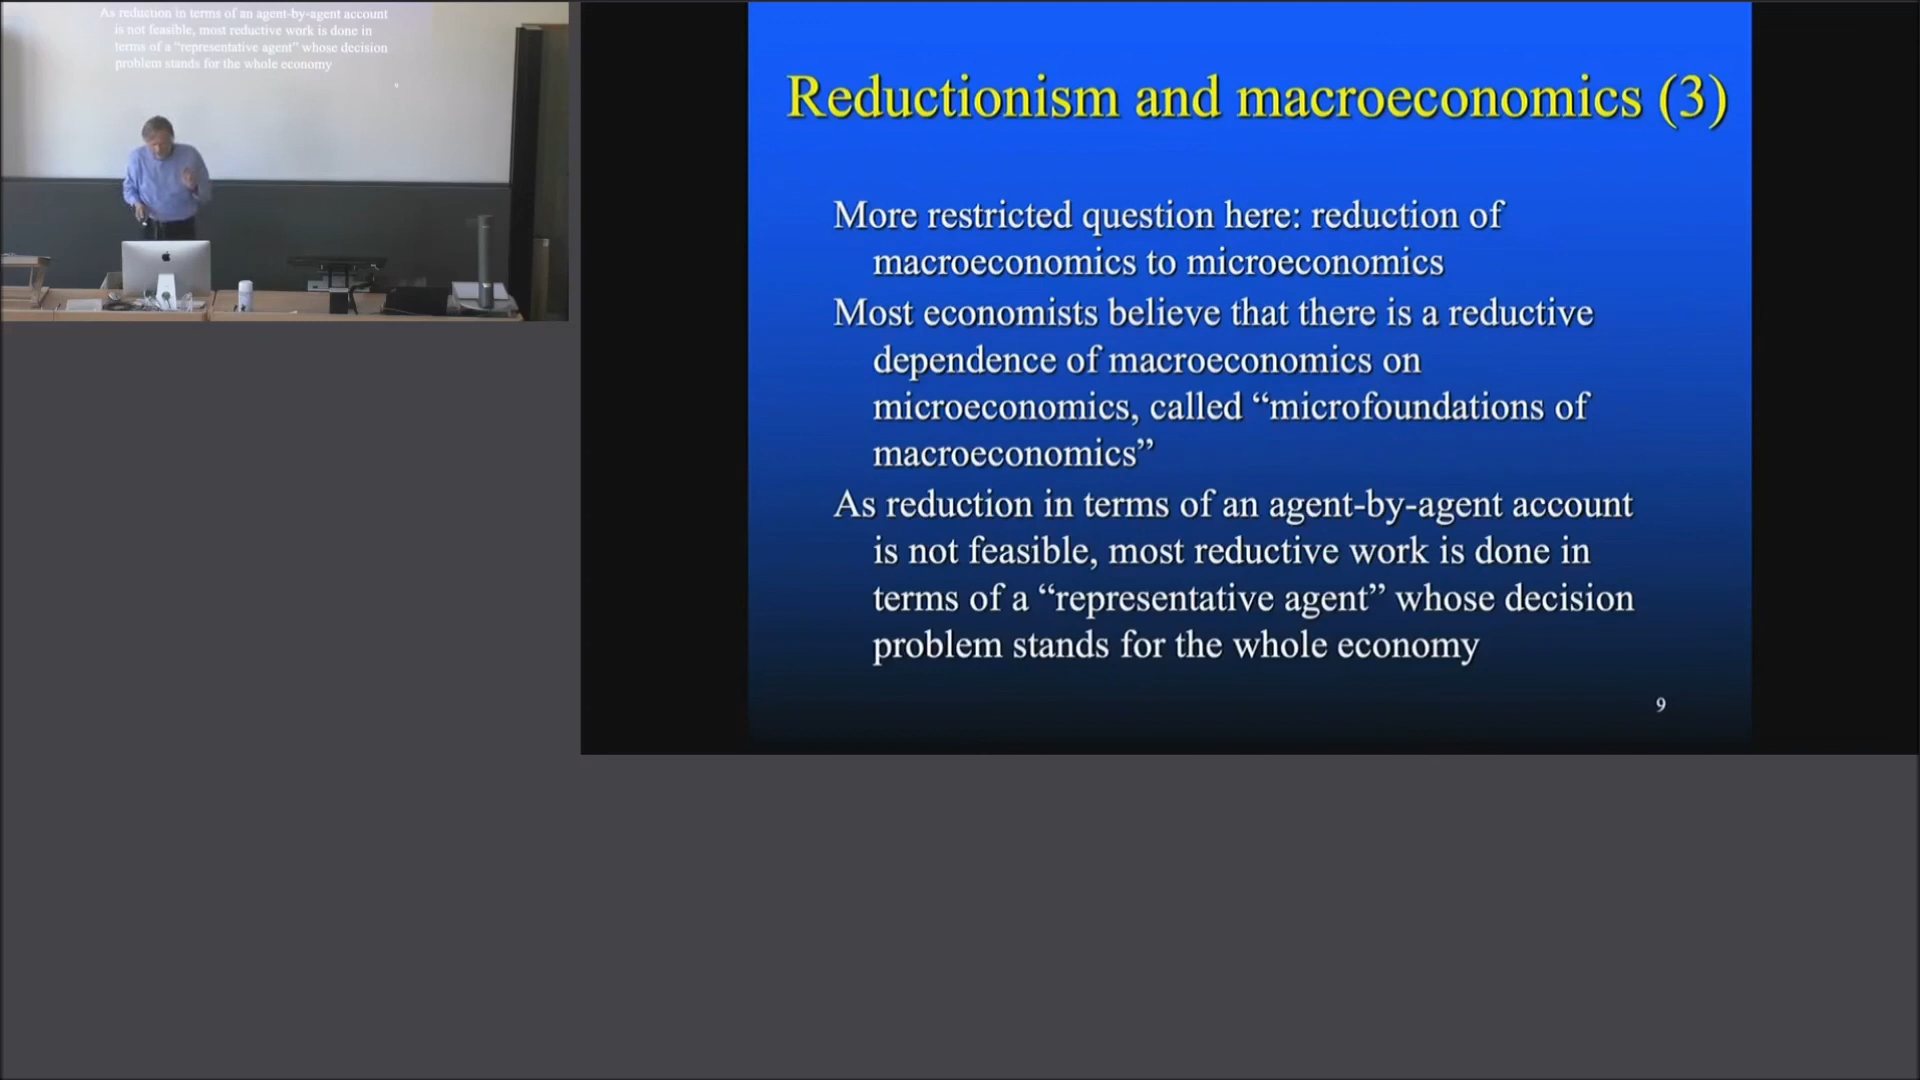 As reduction in terms of an agent-by-agent account
is not feasible, most reductive work is done in
terms of a “representative agent” whose decision
problem stands for the whole economy
Reductionism and macroeconomics (3)
More restricted question here: reduction of
macroeconomics to microeconomics
Most economists believe that there is a reductive
dependence of macroeconomics on
microeconomics, called “microfoundations of
macroeconomics”
As reduction in terms of an agent-by-agent account
is not feasible, most reductive work is done in
terms of a “representative agent” whose decision
problem stands for the whole economy
9